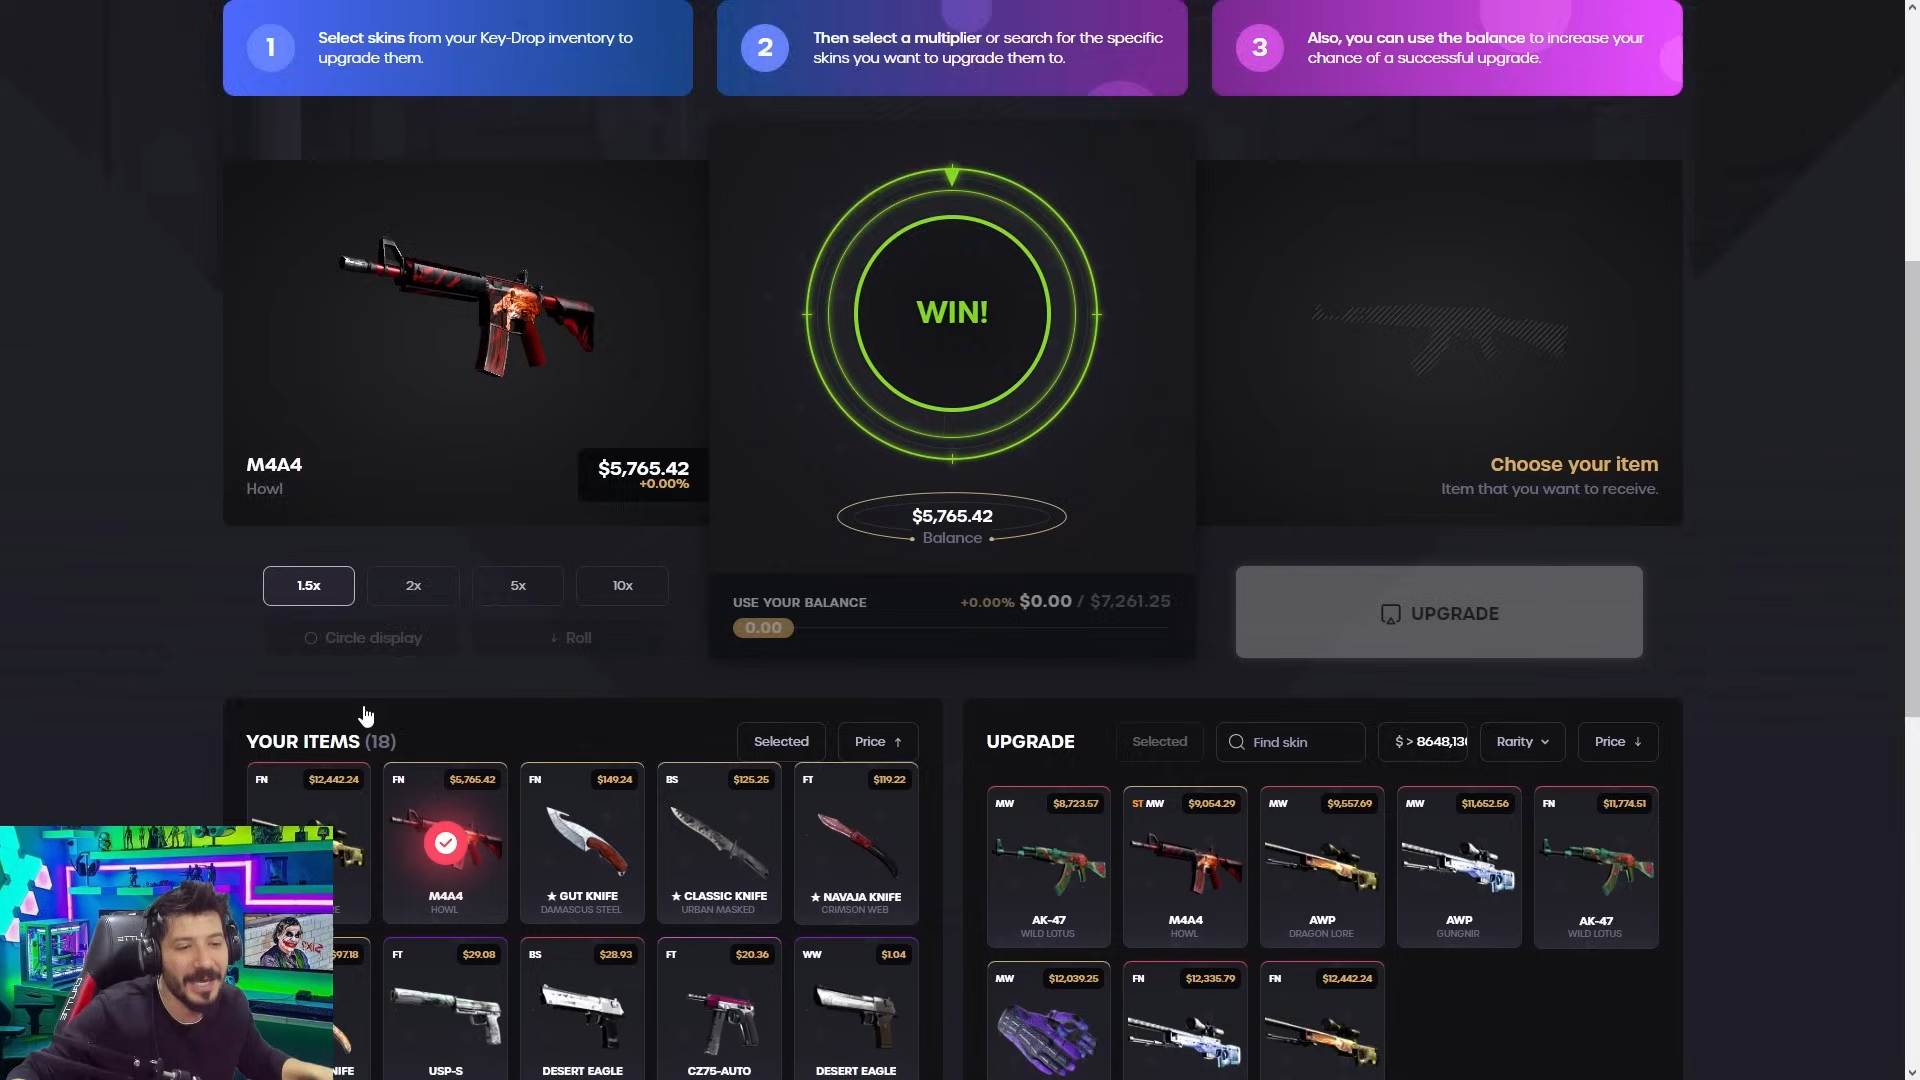 1
Select skins from your Key-Drop inventory to
upgrade them.
2
Then select a multiplier or search for the specific
skins you want to upgrade them to.
3
Also, you can use the balance to increase your
chance of a successful upgrade.
WIN!
M4A4
Howl
$5,765.42
+0.00%
$5,765.42
Balance
Choose your item
Item that you want to receive.
1.5x 2x 5x 10x
Circle display ↓ Roll
USE YOUR BALANCE +0.00% $0.00 / $7,261.25
0.00
UPGRADE
YOUR ITEMS (18) Selected Price ↑
FN $12,442.24 FN $5,765.42 FN $149.24 BS $125.25 FT $119.22
M4A4 ★ GUT KNIFE ★ CLASSIC KNIFE ★ NAVAJA KNIFE
HOWL DAMASCUS STEEL URBAN MASKED CRIMSON WEB
FT $29.08 BS $28.93 FT $20.36 WW $1.04
USP-S DESERT EAGLE CZ75-AUTO DESERT EAGLE
UPGRADE Selected Find skin $ > 8648,13 Rarity Price ↓
MW $8,723.57 ST MW $9,054.29 MW $9,557.69 MW $11,652.56 FN $11,774.51
AK-47 M4A4 AWP AWP AK-47
WILD LOTUS HOWL DRAGON LORE GUNGNIR WILD LOTUS
MW $12,039.25 FN $12,335.79 FN $12,442.24